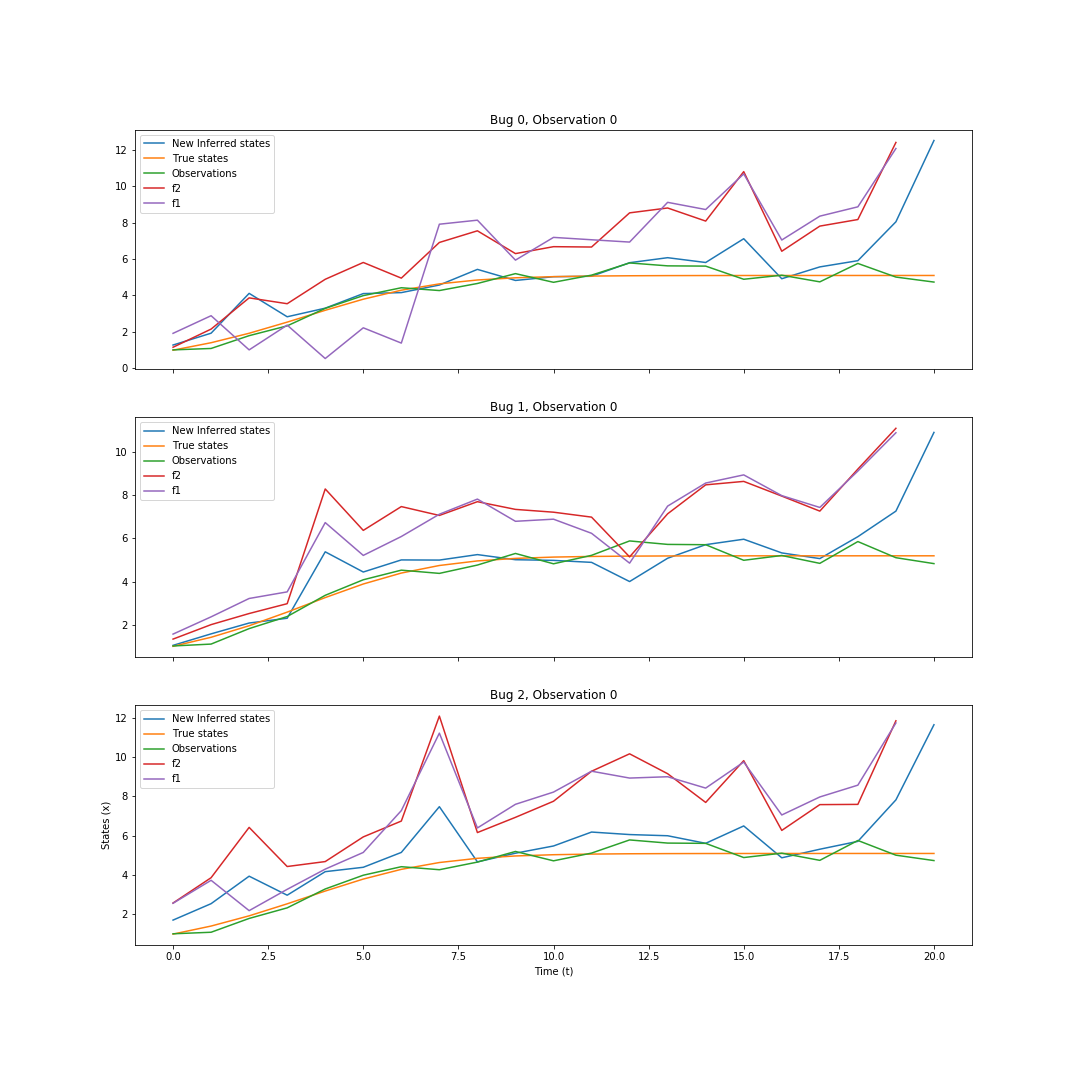 Bug 0, Observation 0
12
10
8
6
4
2
0
New Inferred states
True states
Observations
f2
f1
Bug 1, Observation 0
10
8
6
4
2
New Inferred states
True states
Observations
f2
f1
Bug 2, Observation 0
12
10
8
6
4
2
States (x)
New Inferred states
True states
Observations
f2
f1
0.0 2.5 5.0 7.5 10.0 12.5 15.0 17.5 20.0
Time (t)